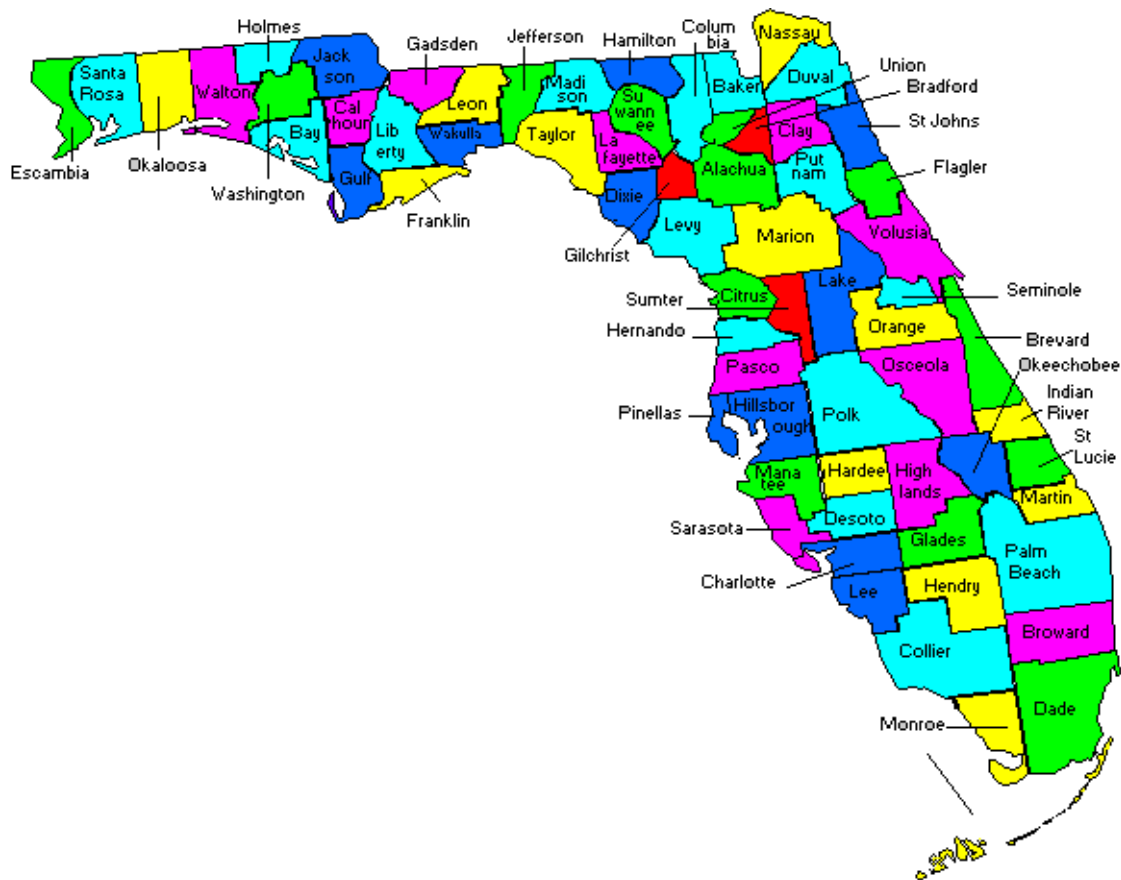 Holmes
Gadsden
Jefferson
Hamilton
Colum
bia
Nassau
Union
Bradford
Santa
Rosa
Walton
Jack
son
Leon
Madi
son
Su
wann
ee
Baker
Duval
St Johns
Cal
houn
Lib
erty
Wakulla
Taylor
La
fayette
Clay
Escambia
Okaloosa
Bay
Washington
Gulf
Franklin
Dixie
Alachua
Put
nam
Flagler
Gilchrist
Levy
Marion
Volusia
Sumter
Citrus
Lake
Seminole
Hernando
Orange
Brevard
Pasco
Osceola
Okeechobee
Pinellas
Hillsbor
ough
Polk
Indian
River
St
Lucie
Mana
tee
Hardee
High
lands
Martin
Sarasota
Desoto
Glades
Palm
Beach
Charlotte
Lee
Hendry
Collier
Broward
Monroe
Dade